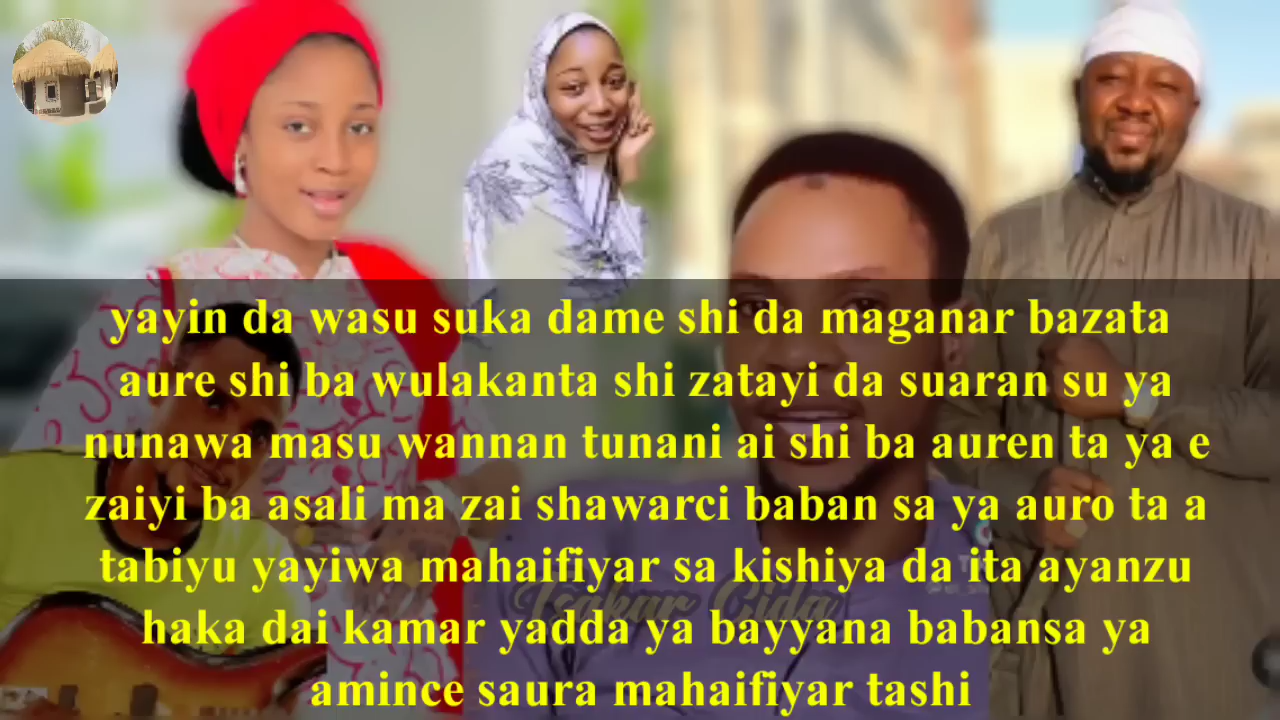 yayin da wasu suka dame shi da maganar bazata
aure shi ba wulakanta shi zatayi da suaran su ya
nunawa masu wannan tunani ai shi ba auren ta ya e
zaiyi ba asali ma zai shawarci baban sa ya auro ta a
tabiyu yayiwa mahaifiyar sa kishiya da ita ayanzu
Tsakar Gida
haka dai kamar yadda ya bayyana babansa ya
amince saura mahaifiyar tashi